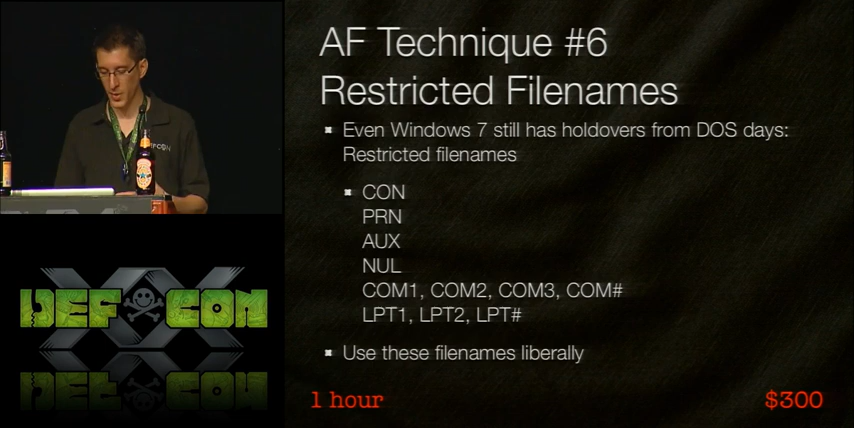 AF Technique #6
Restricted Filenames
Even Windows 7 still has holdovers from DOS days:
Restricted filenames
CON
PRN
AUX
NUL
COM1, COM2, COM3, COM#
LPT1, LPT2, LPT#
Use these filenames liberally
1 hour
$300
DEF CON
XX